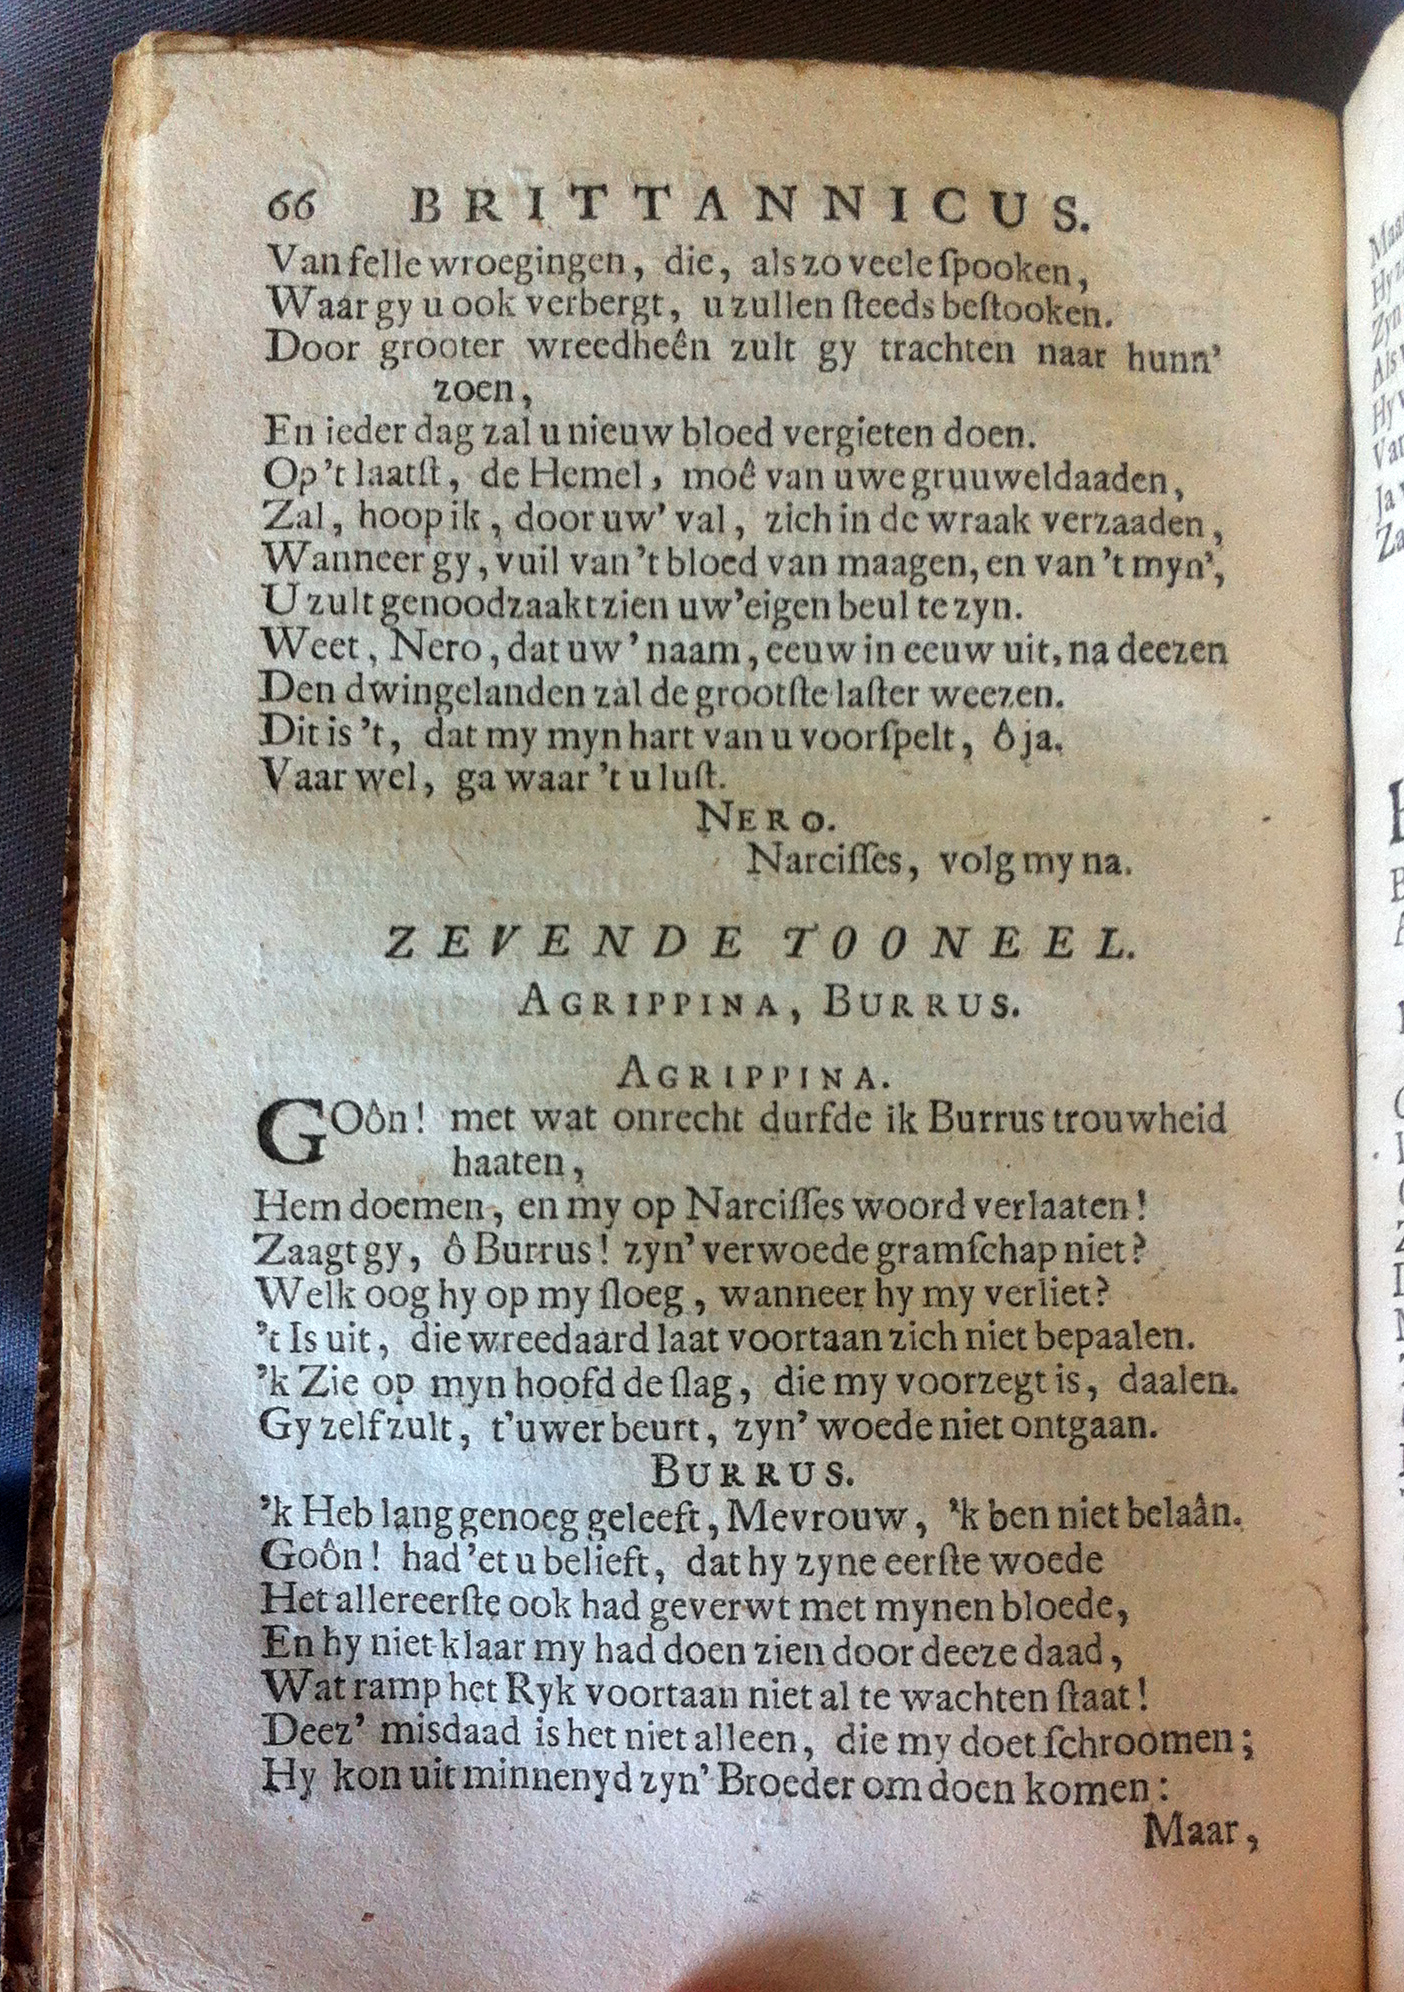 66 BRITTANNICUS.
Van felle wroegingen, die, als zo veele ſpooken,
Waar gy u ook verbergt, u zullen ſteeds beſtooken.
Door grooter wreedheên zult gy trachten naar hunn'
zoen,
En ieder dag zal u nieuw bloed vergieten doen.
Op 't laatſt, de Hemel, moê van uwe gruuweldaaden,
Zal, hoop ik, door uw' val, zich in de wraak verzaaden,
Wanneer gy, vuil van 't bloed van maagen, en van 't myn',
U zult genoodzaakt zien uw' eigen beul te zyn.
Weet, Nero, dat uw' naam, eeuw in eeuw uit, na deezen
Den dwingelanden zal de grootſte laſter weezen.
Dit is 't, dat my myn hart van u voorſpelt, ô ja.
Vaar wel, ga waar 't u luſt.
NERO.
Narciſſes, volg my na.
ZEVENDE TOONEEL.
AGRIPPINA, BURRUS.
AGRIPPINA.
GOôn! met wat onrecht durfde ik Burrus trouwheid
haaten,
Hem doemen, en my op Narciſſes woord verlaaten!
Zaagt gy, ô Burrus! zyn' verwoede gramſchap niet?
Welk oog hy op my ſloeg, wanneer hy my verliet?
't Is uit, die wreedaard laat voortaan zich niet bepaalen.
'k Zie op myn hoofd de ſlag, die my voorzegt is, daalen.
Gy zelf zult, t'uwer beurt, zyn' woede niet ontgaan.
BURRUS.
'k Heb lang genoeg geleeft, Mevrouw, 'k ben niet belaân.
Goôn! had 'et u belieft, dat hy zyne eerſte woede
Het allereerſte ook had geverwt met mynen bloede,
En hy niet klaar my had doen zien door deeze daad,
Wat ramp het Ryk voortaan niet al te wachten ſtaat!
Deez' misdaad is het niet alleen, die my doet ſchroomen;
Hy kon uit minnenyd zyn' Broeder om doen komen:
Maar,